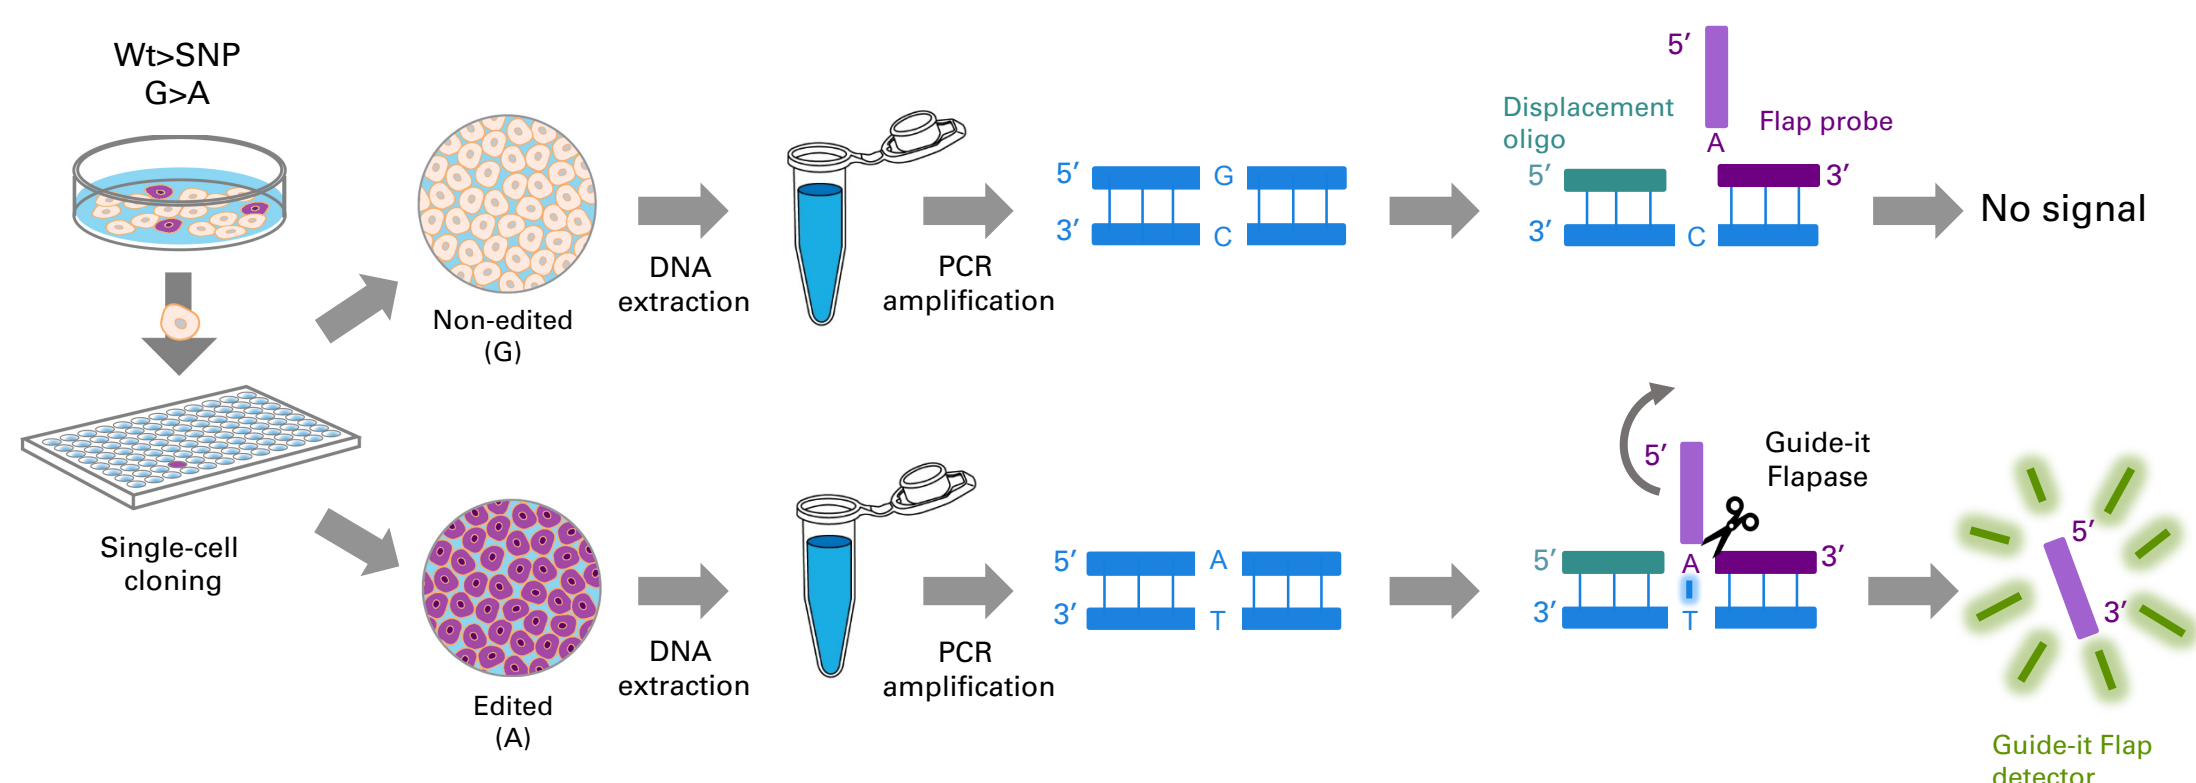 Wt>SNP
G>A
Single-cell
cloning
Non-edited
(G)
DNA
extraction
PCR
amplification
5′ G
3′ C
Displacement
oligo
5′
Flap probe
A
5′ 3′
3′ C
No signal
Edited
(A)
DNA
extraction
PCR
amplification
5′ A
3′ T
5′
Guide-it
Flapase
5′ A 3′
3′ T
5′
3′
Guide-it Flap
detector